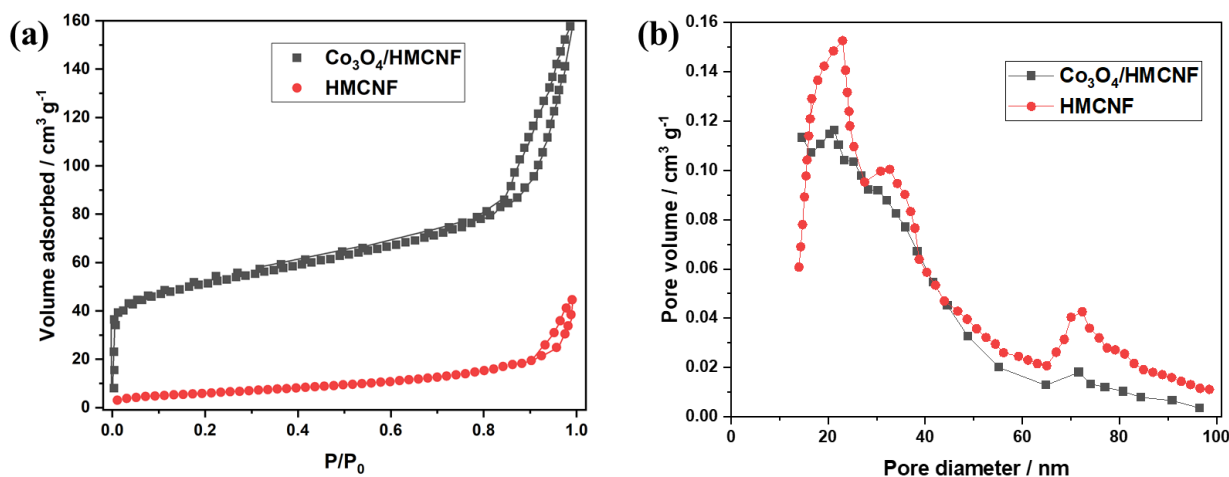 (a)
Volume adsorbed / cm³ g⁻¹
160
140
120
100
80
60
40
20
0
Co₃O₄/HMCNF
HMCNF
0.0 0.2 0.4 0.6 0.8 1.0
P/P₀
(b)
Pore volume / cm³ g⁻¹
0.16
0.14
0.12
0.10
0.08
0.06
0.04
0.02
0.00
Co₃O₄/HMCNF
HMCNF
0 20 40 60 80 100
Pore diameter / nm